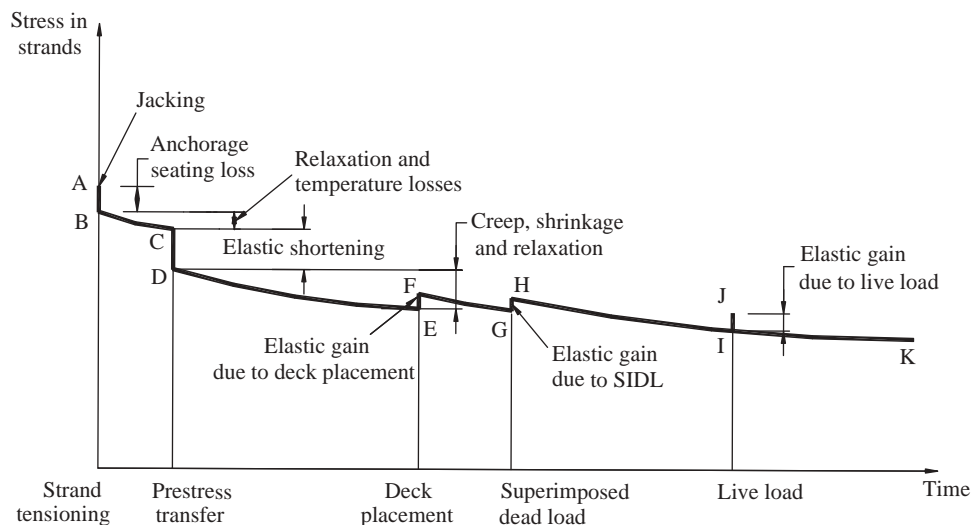 Stress in
strands
Jacking
Anchorage
seating loss
Relaxation and
temperature losses
A
B
C
Elastic shortening
D
Creep, shrinkage
and relaxation
F
H
E
G
Elastic gain
due to deck placement
Elastic gain
due to SIDL
Elastic gain
due to live load
J
I
K
Strand
tensioning
Prestress
transfer
Deck
placement
Superimposed
dead load
Live load
Time